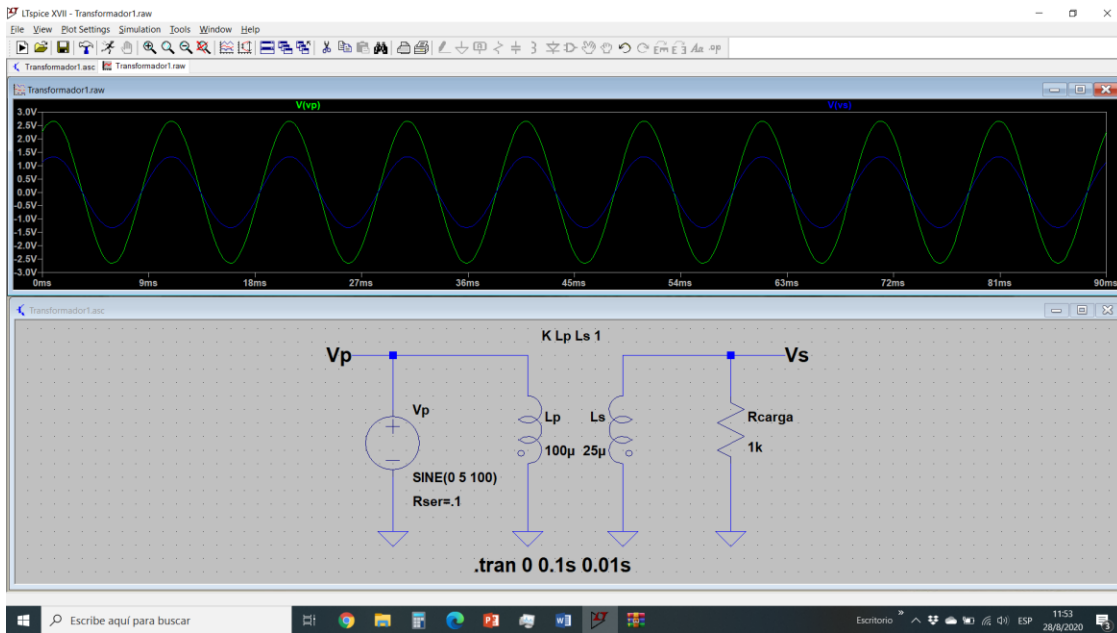 LTspice XVII - Transformador1.raw
File View Plot Settings Simulation Tools Window Help
Transformador1.asc Transformador1.raw
Transformador1.raw
V(vp) V(vs)
3.0V
2.5V
2.0V
1.5V
1.0V
0.5V
0.0V
-0.5V
-1.0V
-1.5V
-2.0V
-2.5V
-3.0V
0ms 9ms 18ms 27ms 36ms 45ms 54ms 63ms 72ms 81ms 90ms
Transformador1.asc
K Lp Ls 1
Vp Vs
Vp Lp Ls Rcarga
100µ 25µ 1k
SINE(0 5 100)
Rser=.1
.tran 0 0.1s 0.01s
Escribe aquí para buscar
Escritorio ESP 11:53
28/8/2020